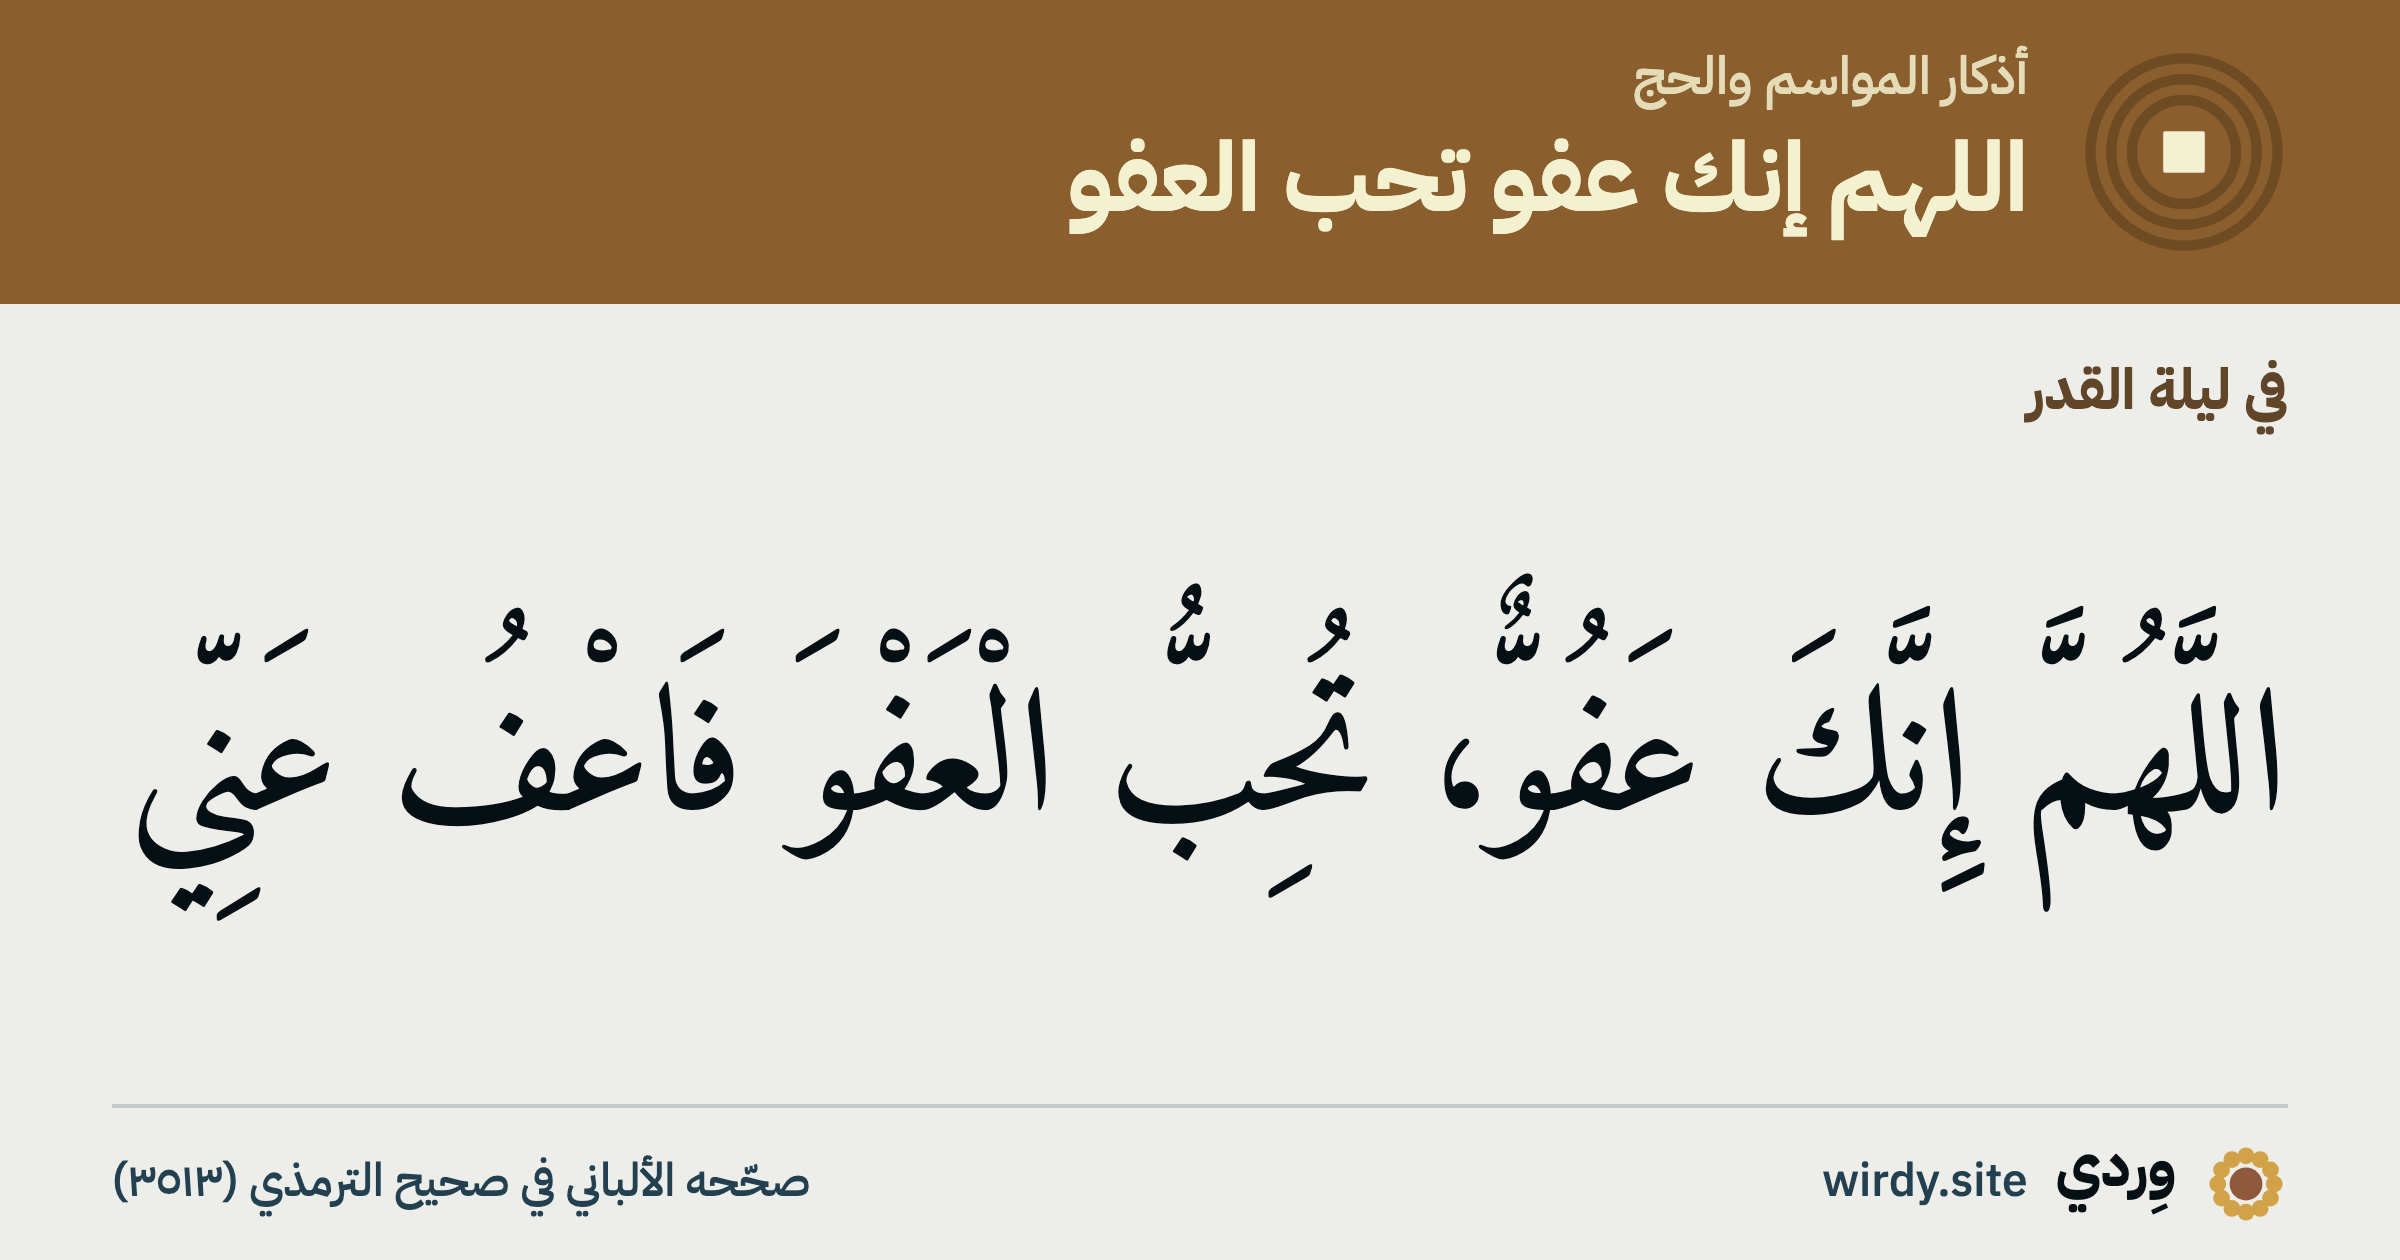 أذكار المواسم والحج
اللهم إنك عفو تحب العفو
في ليلة القدر
اللَّهُمَّ إِنَّكَ عَفُوٌّ، تُحِبُّ الْعَفْوَ فَاعْفُ عَنِّي
وِردي wirdy.site
صحّحه الألباني في صحيح الترمذي (٣٥١٣)